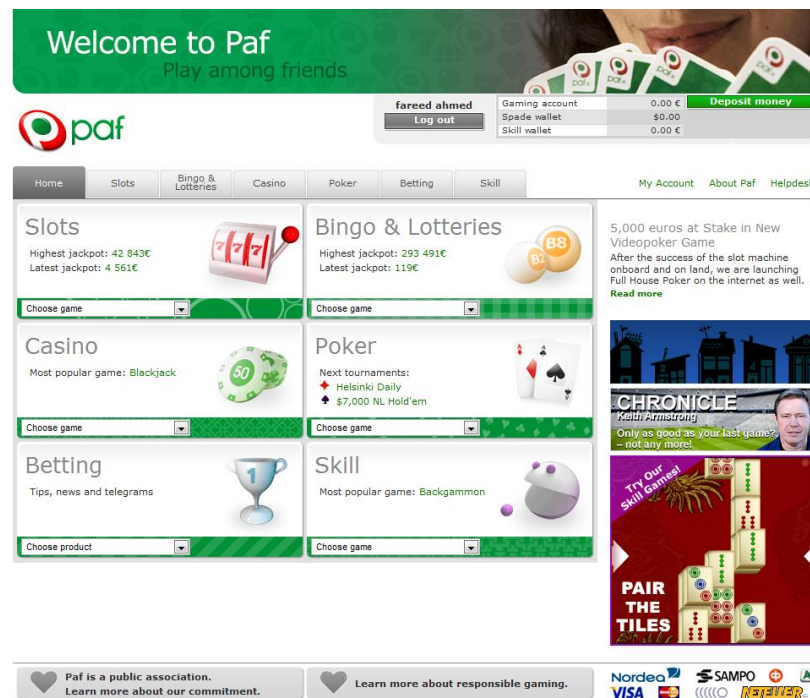 Welcome to Paf
Play among friends
paf
fareed ahmed
Log out
Gaming account 0.00 €
Spade wallet $0.00
Skill wallet 0.00 €
Deposit money
Home Slots Bingo & Lotteries Casino Poker Betting Skill
My Account About Paf Helpdesk
Slots
Highest jackpot: 42 843€
Latest jackpot: 4 561€
777
Choose game
Bingo & Lotteries
Highest jackpot: 293 491€
Latest jackpot: 119€
B2 B8
Choose game
Casino
Most popular game: Blackjack
50
Choose game
Poker
Next tournaments:
Helsinki Daily
$7,000 NL Hold'em
A A
Choose game
Betting
Tips, news and telegrams
1
Choose product
Skill
Most popular game: Backgammon
Choose game
5,000 euros at Stake in New
Videopoker Game
After the success of the slot machine
onboard and on land, we are launching
Full House Poker on the internet as well.
Read more
CHRONICLE
Keith Armstrong
Only as good as your last game?
– not any more!
Try Our
Skill Games!
PAIR
THE
TILES
Paf is a public association.
Learn more about our commitment.
Learn more about responsible gaming.
Nordea SAMPO
VISA NETELLER